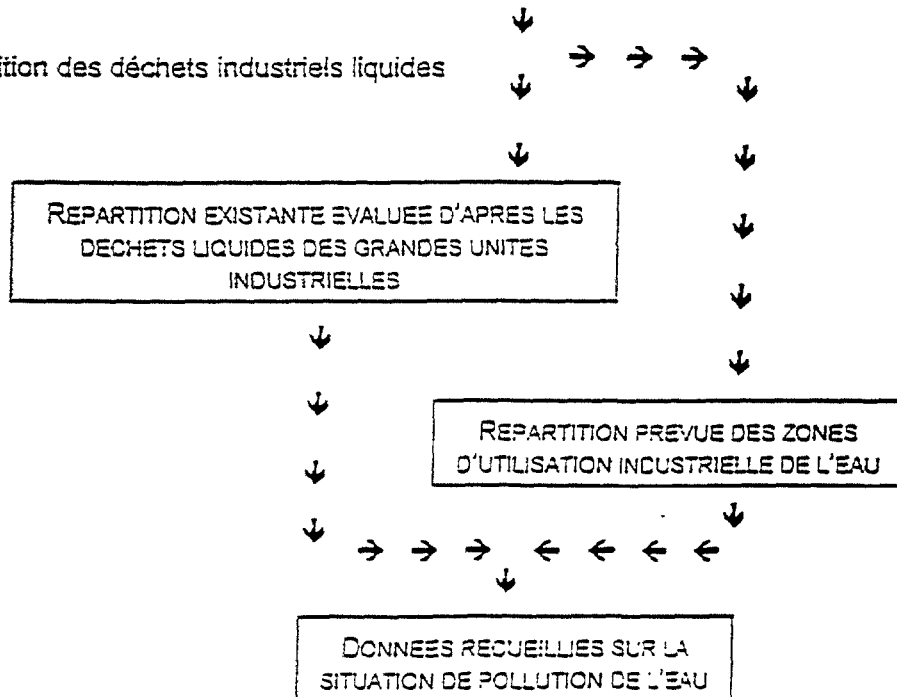 ition des déchets industriels liquides
REPARTITION EXISTANTE EVALUEE D'APRES LES
DECHETS LIQUIDES DES GRANDES UNITES
INDUSTRIELLES
REPARTITION PREVUE DES ZONES
D'UTILISATION INDUSTRIELLE DE L'EAU
DONNEES RECUEILLIES SUR LA
SITUATION DE POLLUTION DE L'EAU